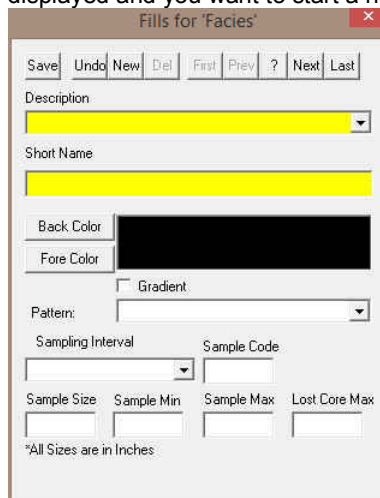 displayed and you want to start a n
Fills for 'Facies'
Save Undo New Del First Prev ? Next Last
Description
Short Name
Back Color
Fore Color
Gradient
Pattern:
Sampling Interval Sample Code
Sample Size Sample Min Sample Max Lost Core Max
*All Sizes are in Inches